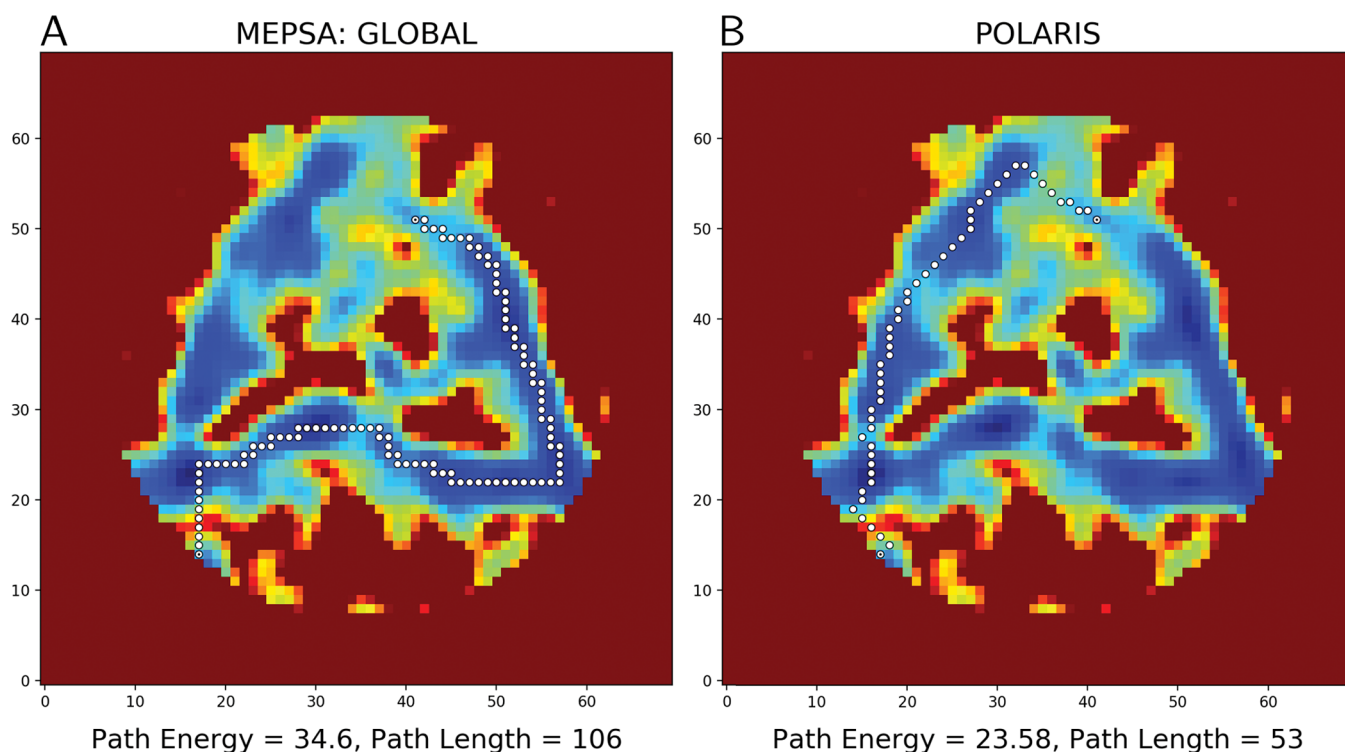 A
MEPSA: GLOBAL
60
50
40
30
20
10
0
0 10 20 30 40 50 60
Path Energy = 34.6, Path Length = 106
B
POLARIS
60
50
40
30
20
10
0
0 10 20 30 40 50 60
Path Energy = 23.58, Path Length = 53